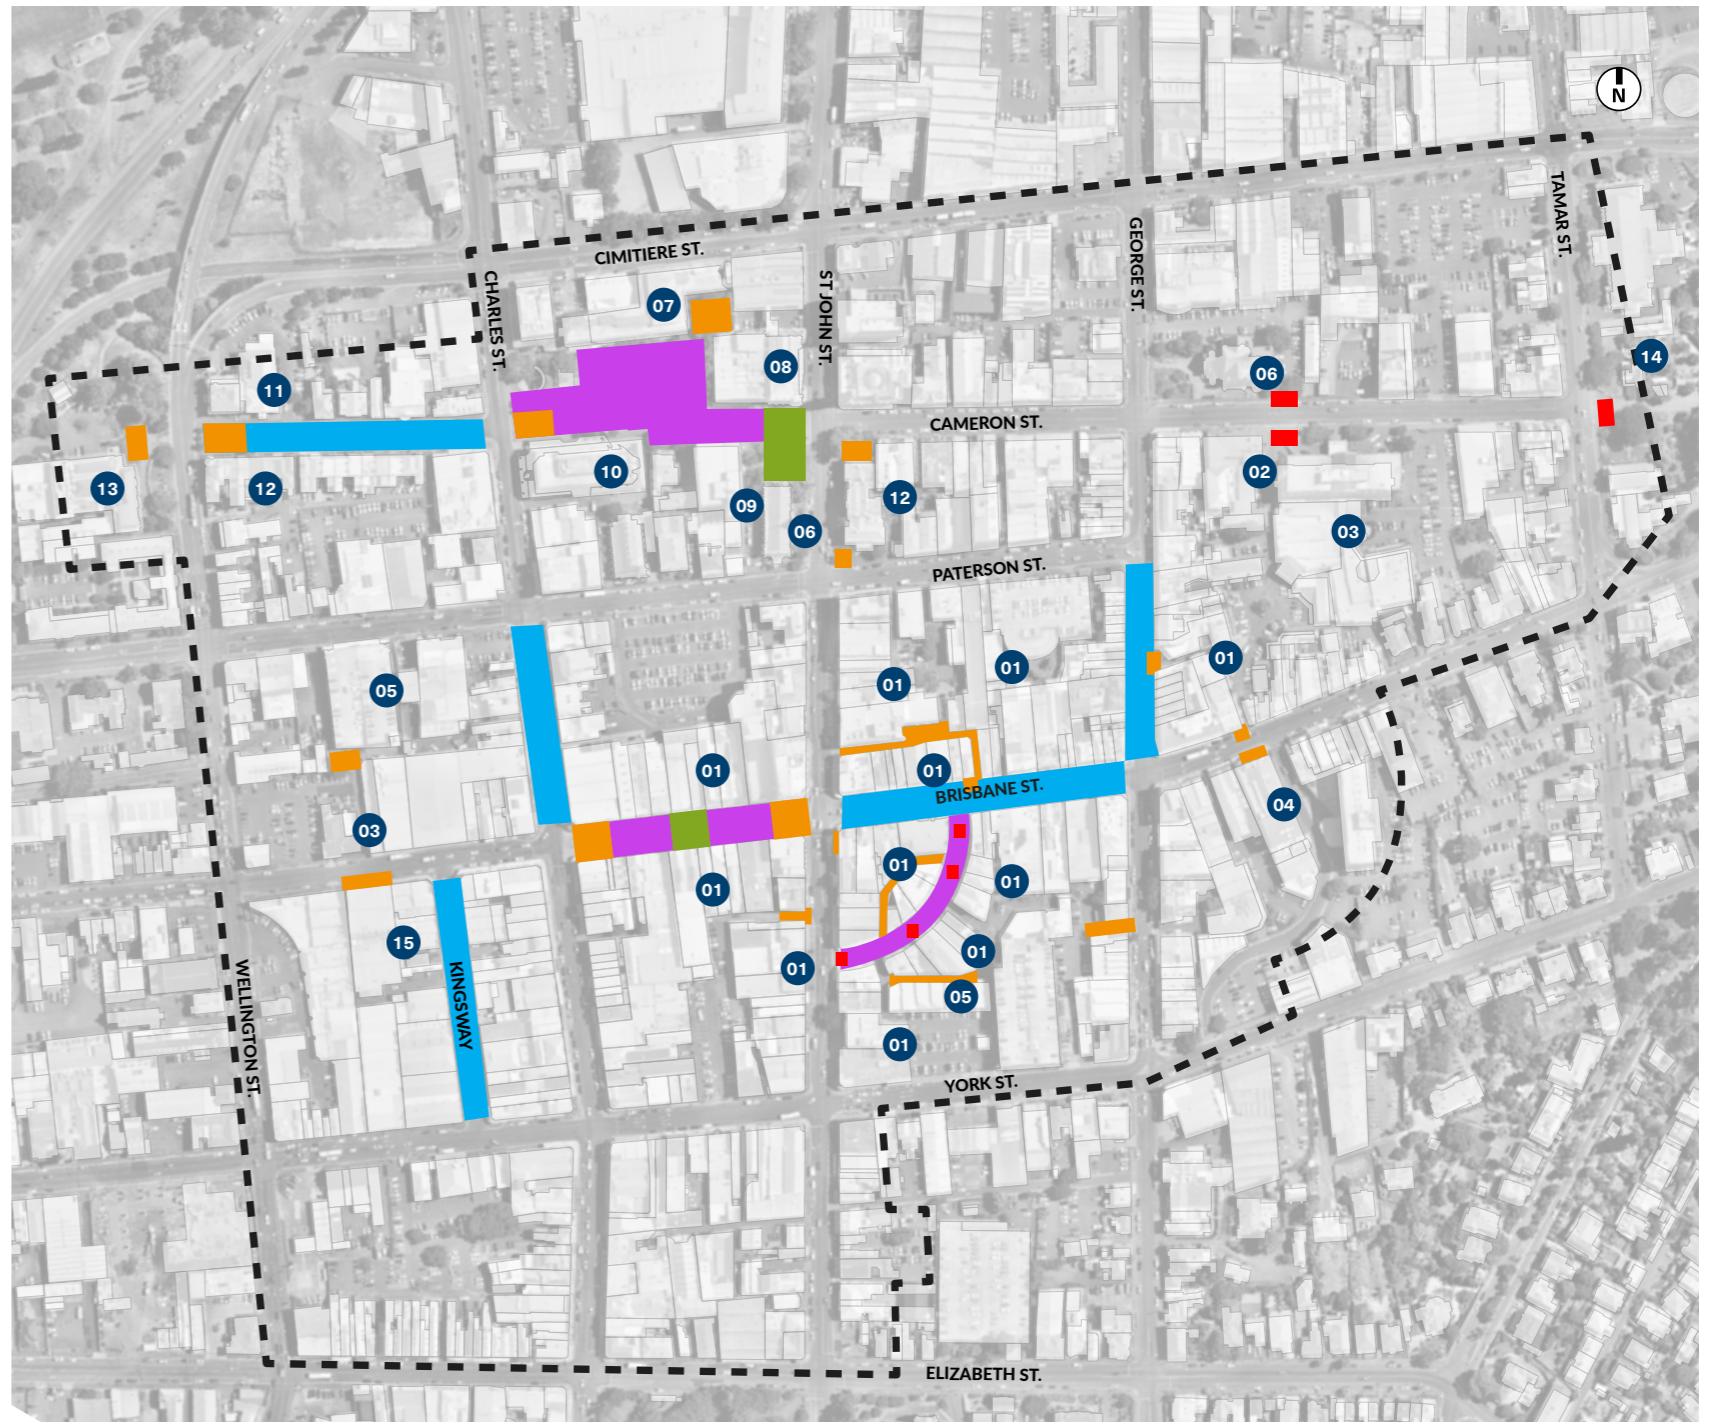 N
TAMAR ST.
GEORGE ST.
CIMITIERE ST.
CHARLES ST.
ST JOHN ST.
07
14
08
06
11
CAMERON ST.
10
02
13
12
12
09
06
03
PATERSON ST.
01
01
01
05
01
01
BRISBANE ST.
04
03
01
01
01
15
01
01
05
KINGSWAY
WELLINGTON ST.
01
YORK ST.
ELIZABETH ST.